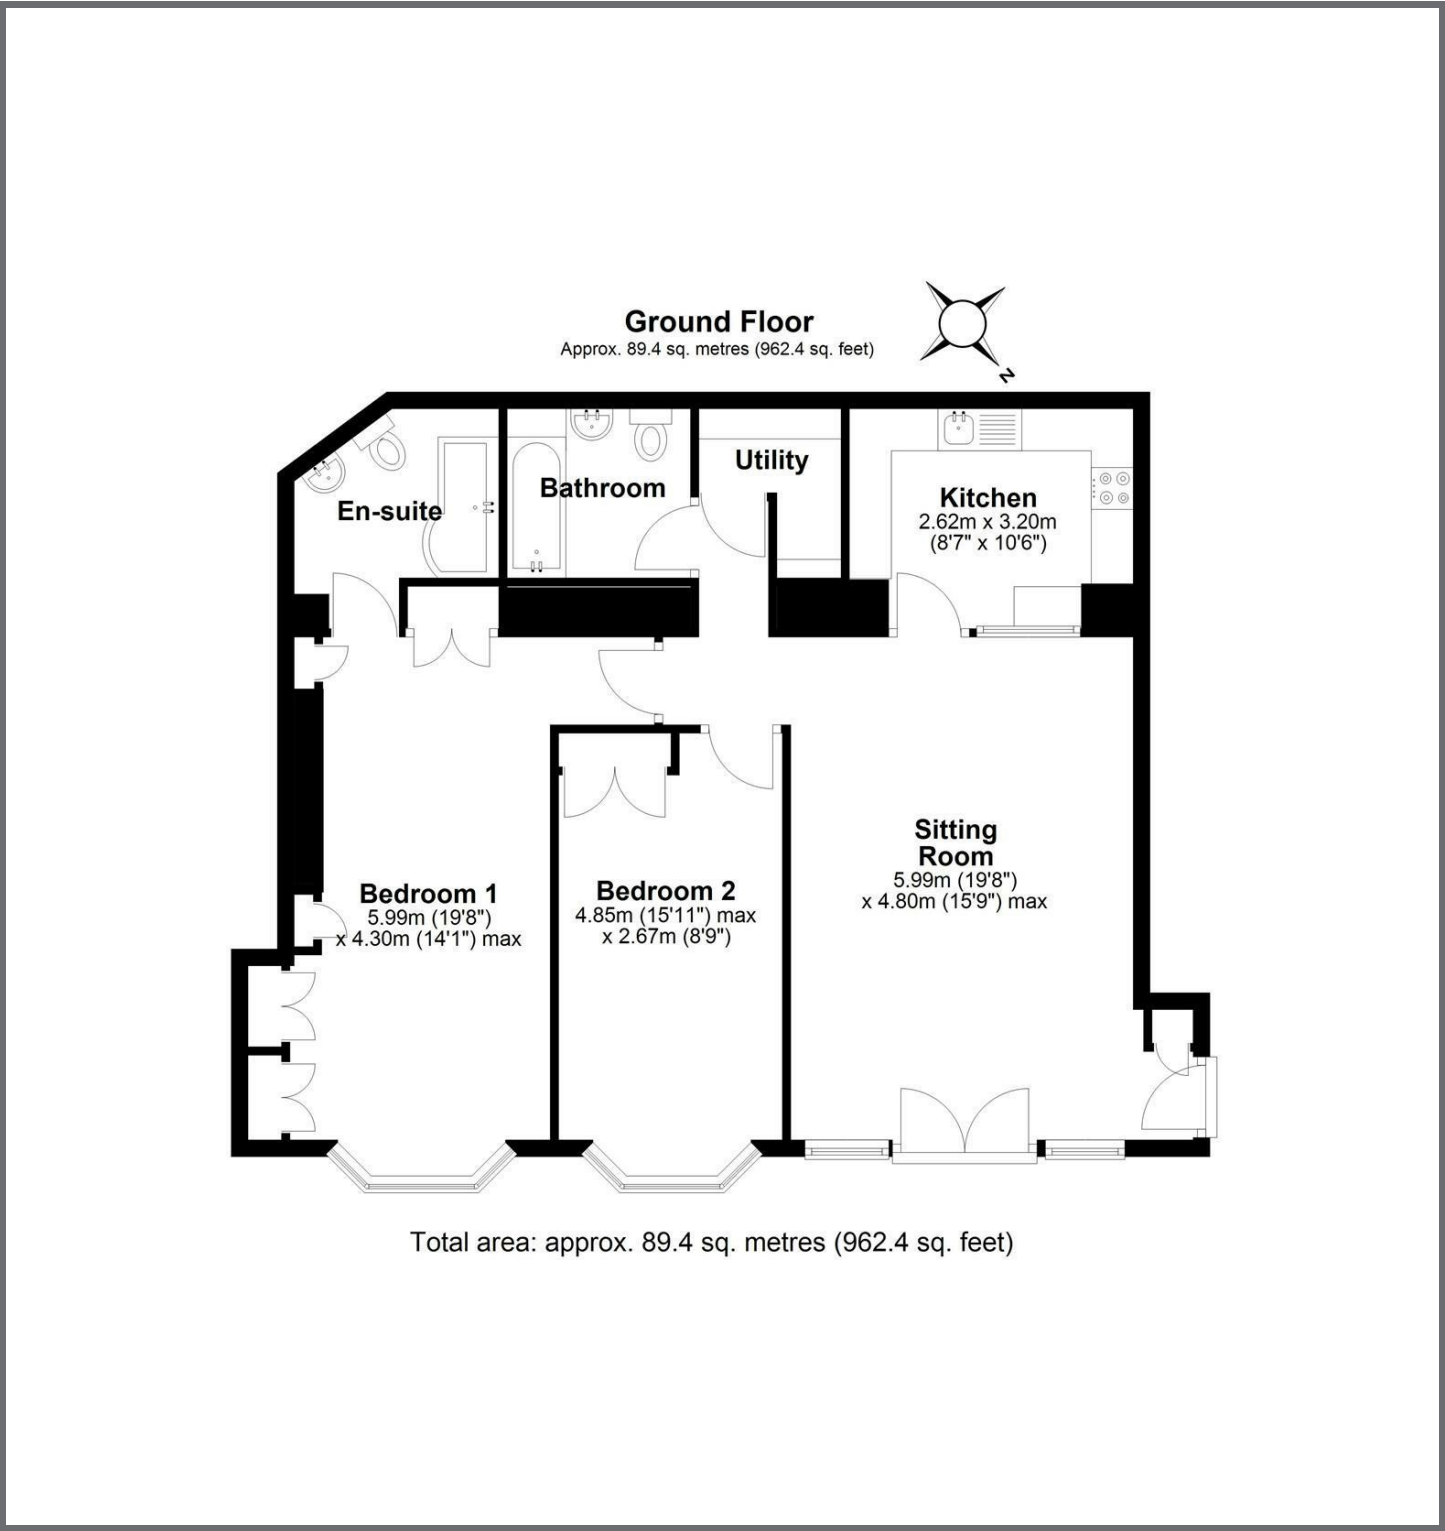 Ground Floor
Approx. 89.4 sq. metres (962.4 sq. feet)
N
Utility
Bathroom
En-suite
Kitchen
2.62m x 3.20m
(8'7" x 10'6")
Sitting
Room
5.99m (19'8")
x 4.80m (15'9") max
Bedroom 1
5.99m (19'8")
x 4.30m (14'1") max
Bedroom 2
4.85m (15'11") max
x 2.67m (8'9")
Total area: approx. 89.4 sq. metres (962.4 sq. feet)